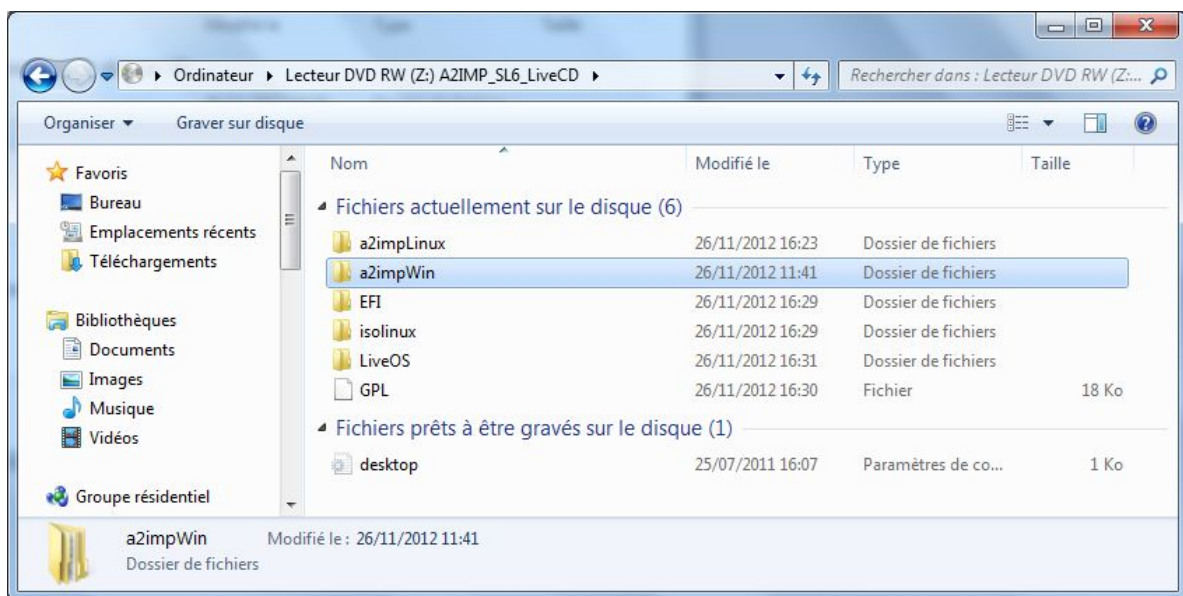 Ordinateur ▸ Lecteur DVD RW (Z:) A2IMP_SL6_LiveCD ▸ Rechercher dans : Lecteur DVD RW (Z:...
Organiser Graver sur disque
Nom Modifié le Type Taille
Favoris
Bureau
Emplacements récents
Téléchargements
Bibliothèques
Documents
Images
Musique
Vidéos
Groupe résidentiel
Fichiers actuellement sur le disque (6)
a2impLinux 26/11/2012 16:23 Dossier de fichiers
a2impWin 26/11/2012 11:41 Dossier de fichiers
EFI 26/11/2012 16:29 Dossier de fichiers
isolinux 26/11/2012 16:29 Dossier de fichiers
LiveOS 26/11/2012 16:31 Dossier de fichiers
GPL 26/11/2012 16:30 Fichier 18 Ko
Fichiers prêts à être gravés sur le disque (1)
desktop 25/07/2011 16:07 Paramètres de co... 1 Ko
a2impWin Modifié le : 26/11/2012 11:41
Dossier de fichiers